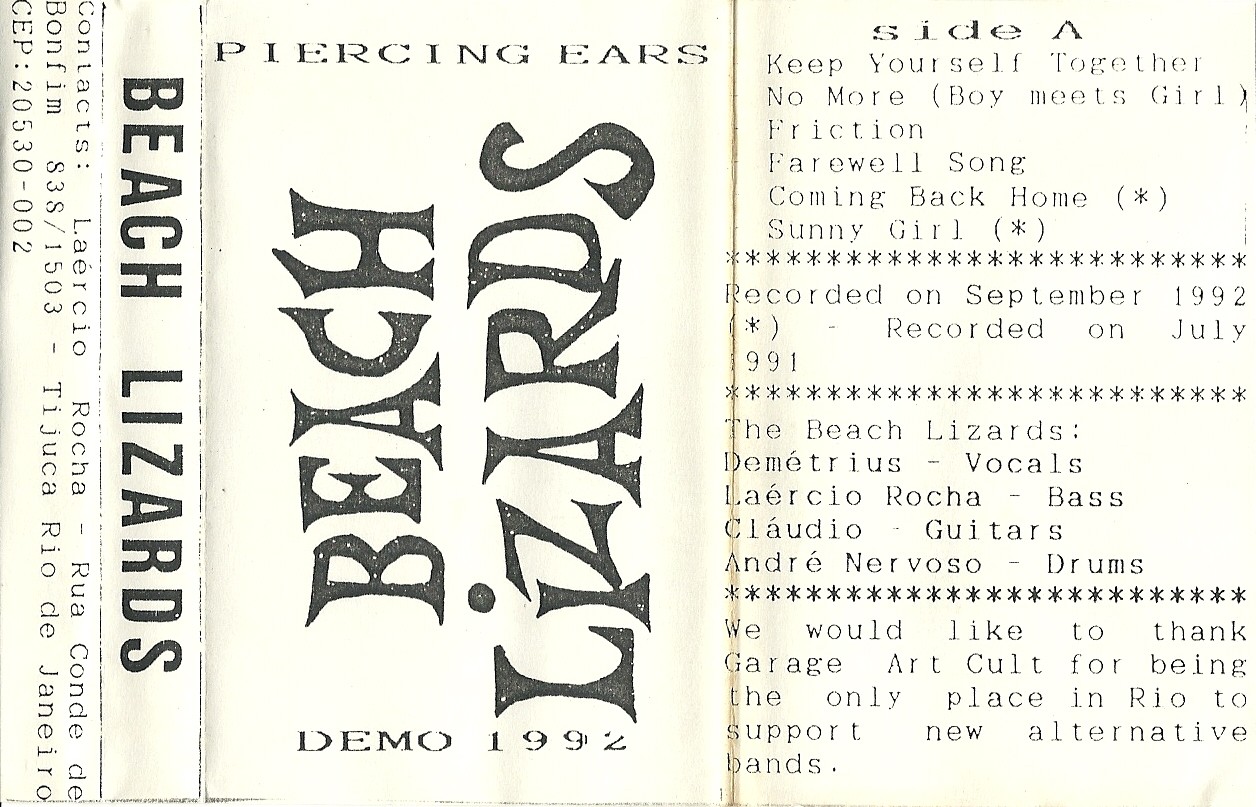 Contacts: Laércio Rocha - Rua Conde de
Bonfim 838/1503 - Tijuca Rio de Janeiro
CEP:20530-002
BEACH LIZARDS
PIERCING EARS
BEACH
LiZARDS
DEMO 1992
side A
Keep Yourself Together
No More (Boy meets Girl)
Friction
Farewell Song
Coming Back Home (*)
Sunny Girl (*)
**************************
Recorded on September 1992
(*) - Recorded on July
1991
**************************
The Beach Lizards:
Demétrius - Vocals
Laércio Rocha - Bass
Cláudio - Guitars
André Nervoso - Drums
**************************
We would like to thank
Garage Art Cult for being
the only place in Rio to
support new alternative
bands.